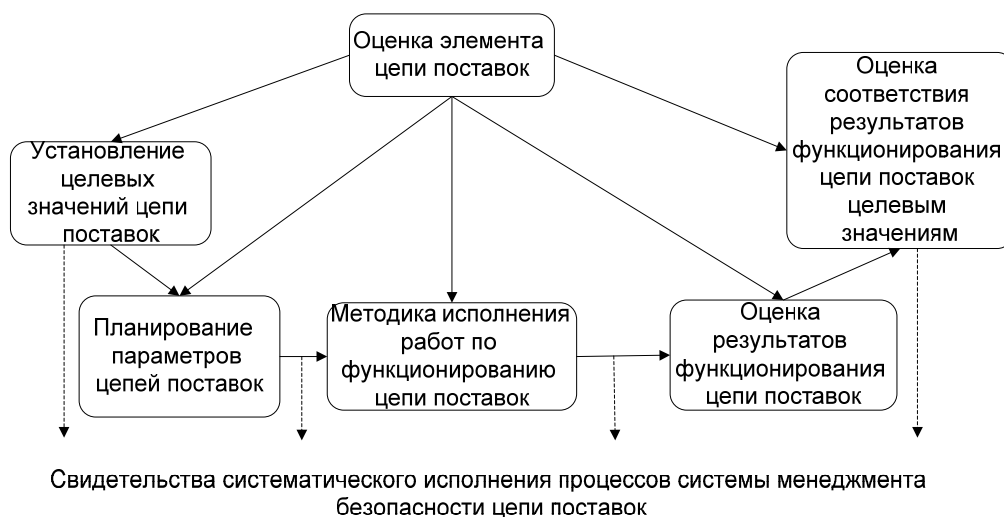 Оценка элемента
цепи поставок
Оценка
соответствия
результатов
функционирования
цепи поставок
целевым
значениям
Установление
целевых
значений цепи
поставок
Планирование
параметров
цепей поставок
Методика исполнения
работ по
функционированию
цепи поставок
Оценка
результатов
функционирования
цепи поставок
Свидетельства систематического исполнения процессов системы менеджмента
безопасности цепи поставок